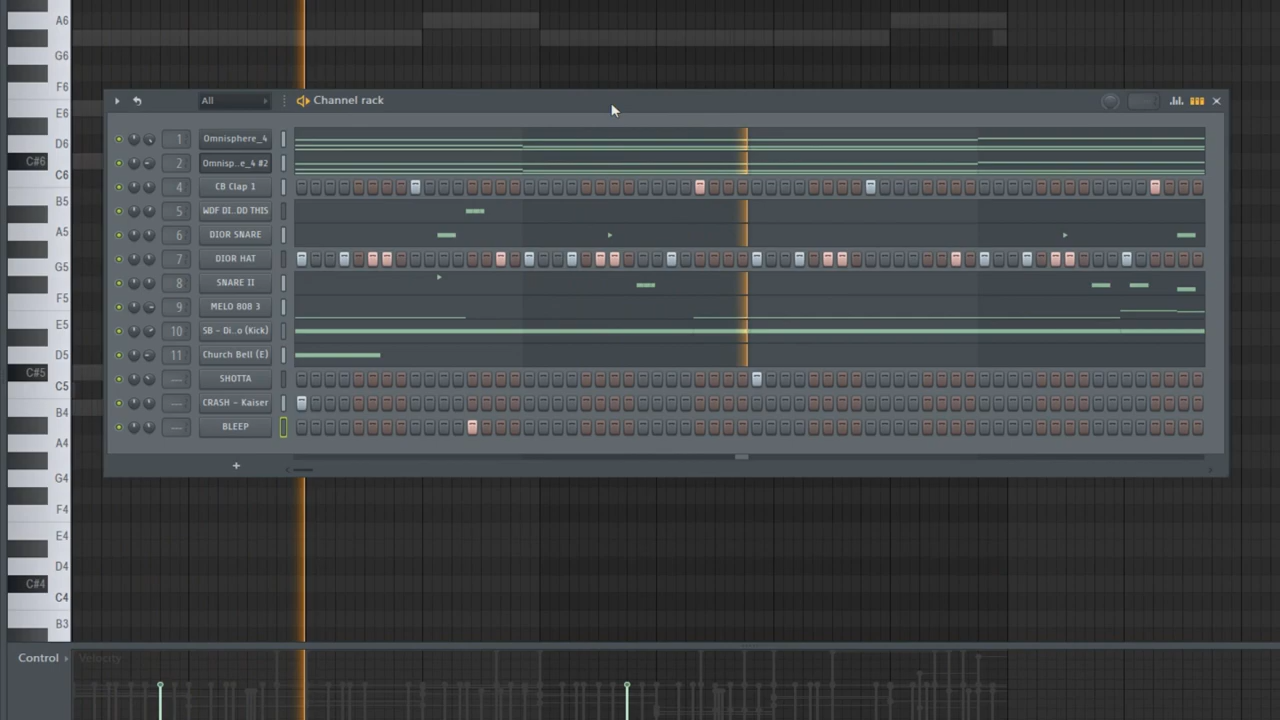 A6
G6
F6
All
Channel rack
E6
D6
1 Omnisphere_4
C#6
2 Omnisp..e_4 #2
C6
4 CB Clap 1
B5
5 WDF DI..DD THIS
A5
6 DIOR SNARE
7 DIOR HAT
G5
8 SNARE II
F5
9 MELO 808 3
E5
10 SB - Di..o (Kick)
D5
11 Church Bell (E)
C#5
--- SHOTTA
C5
--- CRASH - Kaiser
B4
--- BLEEP
A4
+
G4
F4
E4
D4
C#4
C4
B3
Control
Velocity